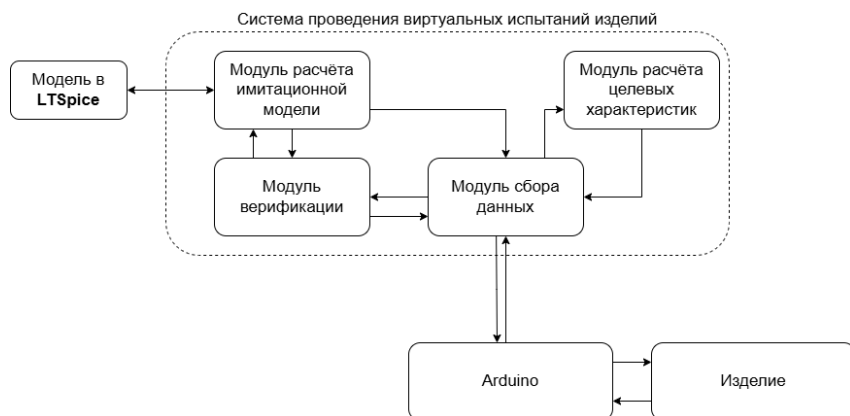 Система проведения виртуальных испытаний изделий
Модель в
LTSpice
Модуль расчёта
имитационной
модели
Модуль расчёта
целевых
характеристик
Модуль
верификации
Модуль сбора
данных
Arduino
Изделие